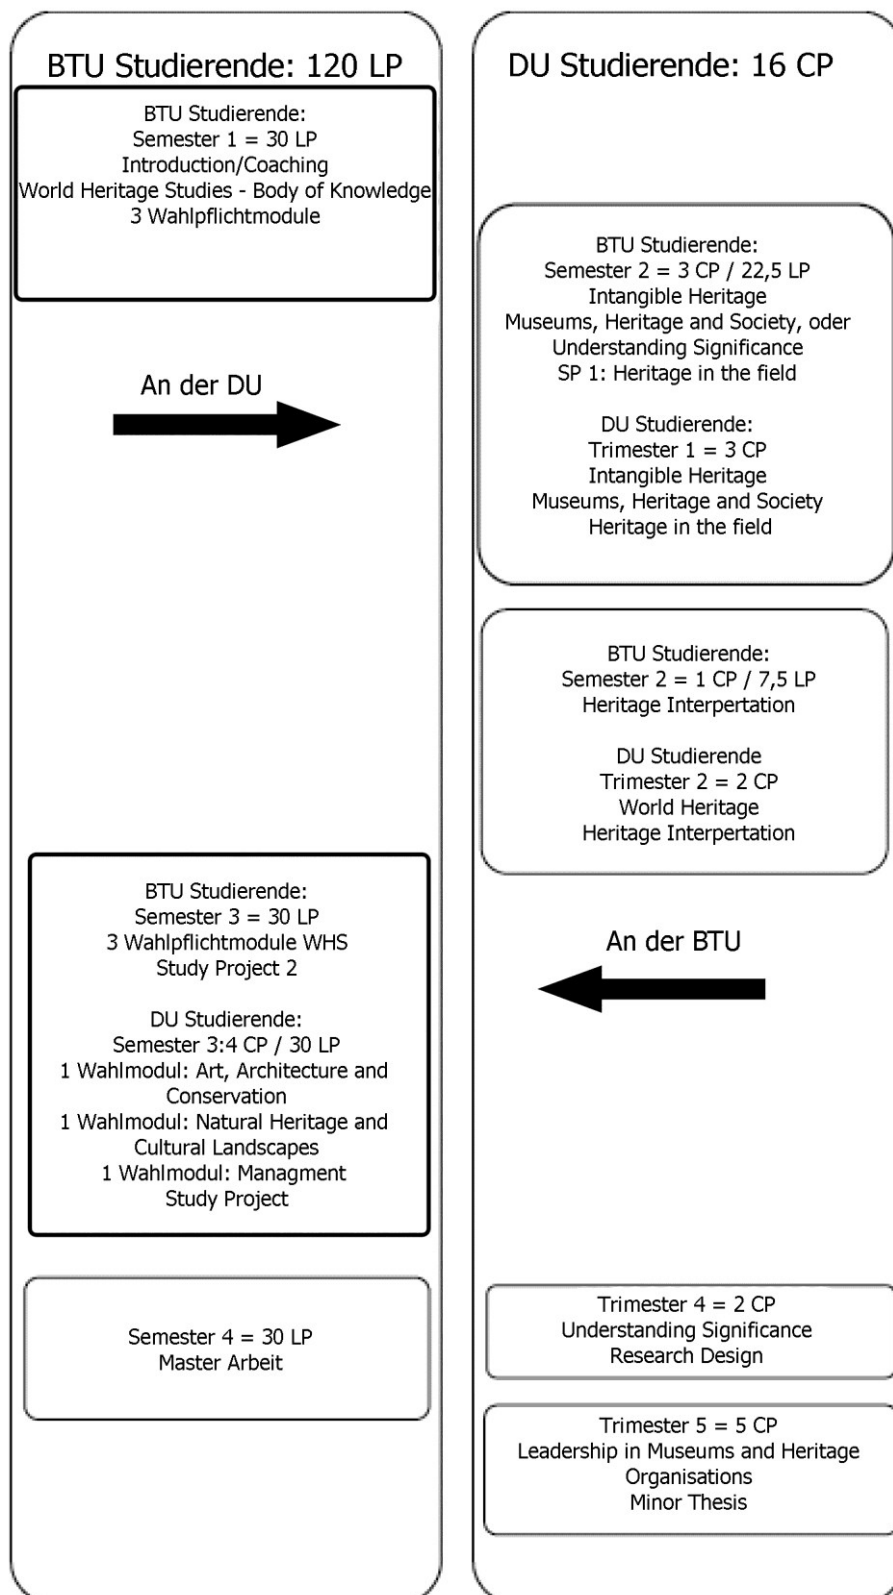 BTU Studierende: 120 LP
BTU Studierende:
Semester 1 = 30 LP
Introduction/Coaching
World Heritage Studies - Body of Knowledge
3 Wahlpflichtmodule
An der DU
BTU Studierende:
Semester 3 = 30 LP
3 Wahlpflichtmodule WHS
Study Project 2
DU Studierende:
Semester 3:4 CP / 30 LP
1 Wahlmodul: Art, Architecture and
Conservation
1 Wahlmodul: Natural Heritage and
Cultural Landscapes
1 Wahlmodul: Managment
Study Project
Semester 4 = 30 LP
Master Arbeit
DU Studierende: 16 CP
BTU Studierende:
Semester 2 = 3 CP / 22,5 LP
Intangible Heritage
Museums, Heritage and Society, oder
Understanding Significance
SP 1: Heritage in the field
DU Studierende:
Trimester 1 = 3 CP
Intangible Heritage
Museums, Heritage and Society
Heritage in the field
BTU Studierende:
Semester 2 = 1 CP / 7,5 LP
Heritage Interpertation
DU Studierende
Trimester 2 = 2 CP
World Heritage
Heritage Interpertation
An der BTU
Trimester 4 = 2 CP
Understanding Significance
Research Design
Trimester 5 = 5 CP
Leadership in Museums and Heritage
Organisations
Minor Thesis